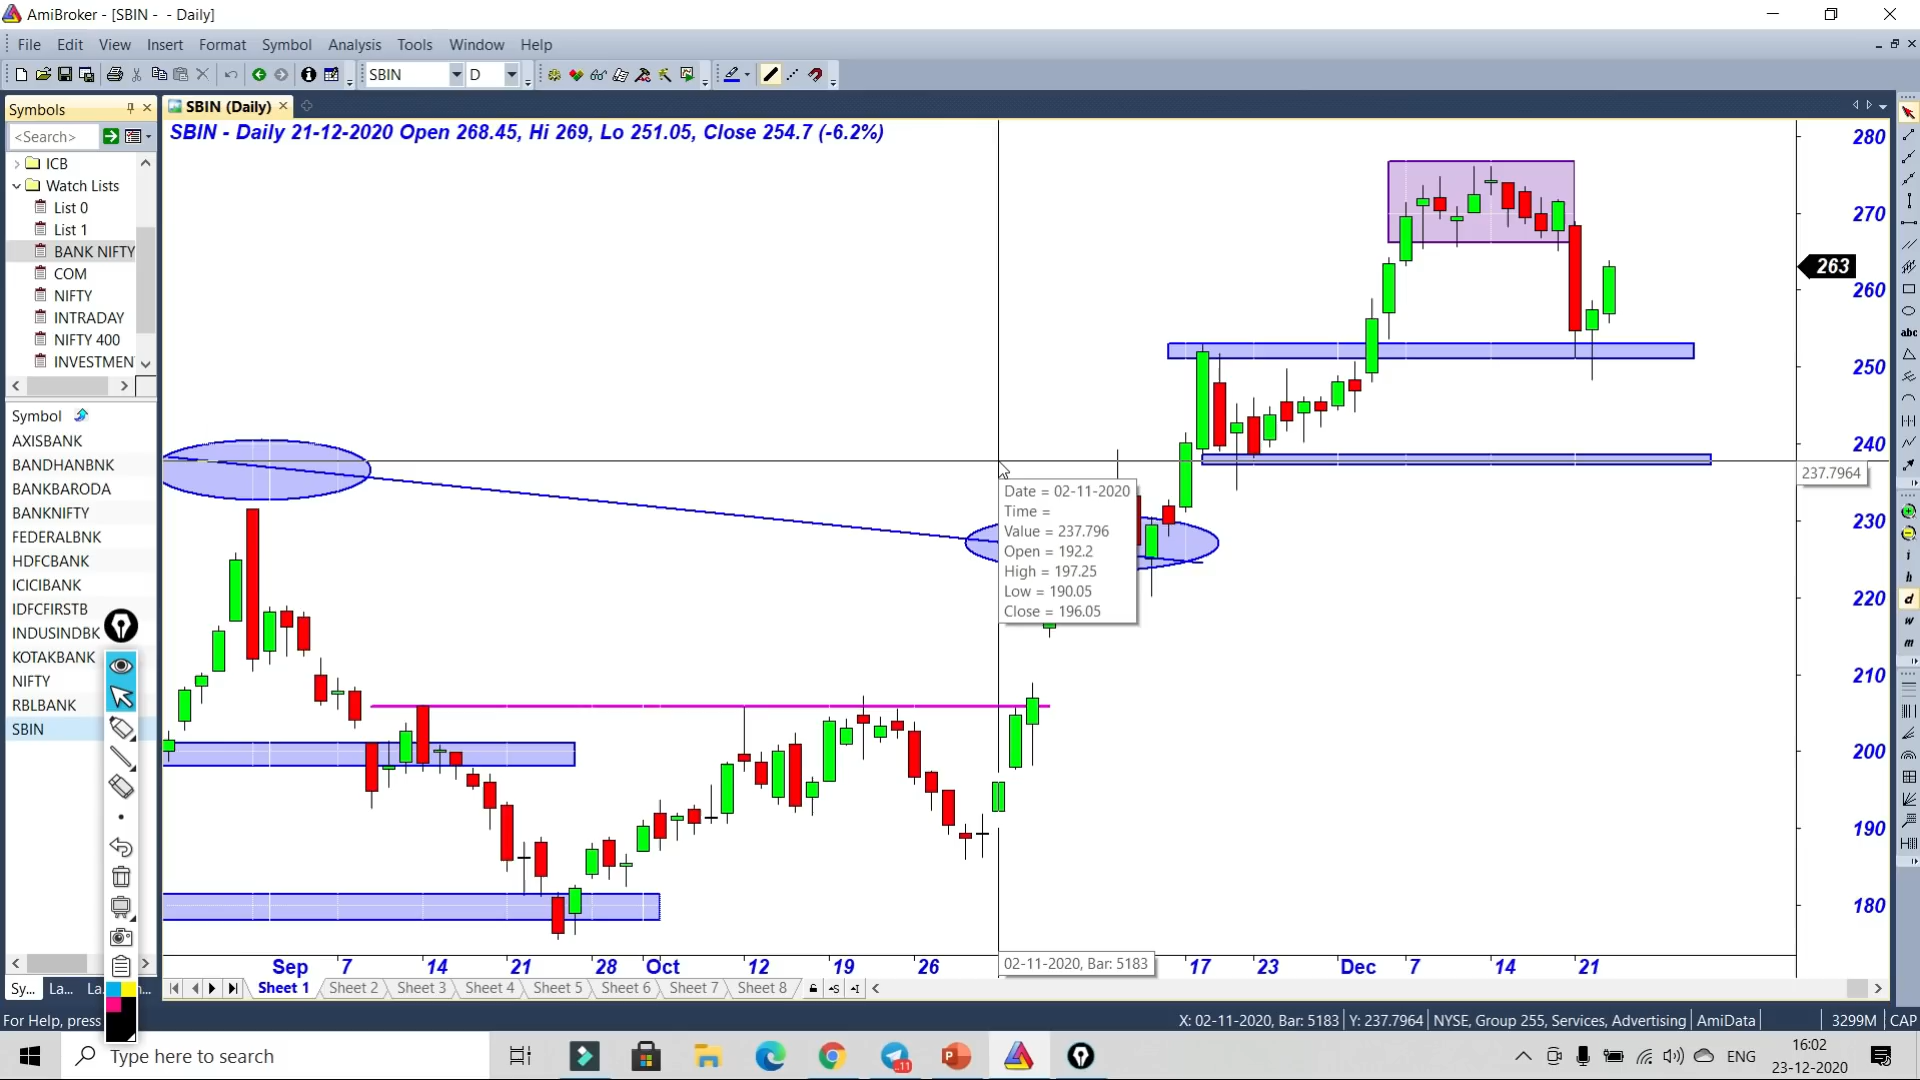 AmiBroker - [SBIN -  - Daily]
File Edit View Insert Format Symbol Analysis Tools Window Help
SBIN D
Symbols
SBIN (Daily)
<Search>
SBIN - Daily 21-12-2020 Open 268.45, Hi 269, Lo 251.05, Close 254.7 (-6.2%)
ICB
Watch Lists
List 0
List 1
BANK NIFTY
COM
NIFTY
INTRADAY
NIFTY 400
INVESTMEN
Symbol
AXISBANK
BANDHANBNK
BANKBARODA
BANKNIFTY
FEDERALBNK
HDFCBANK
ICICIBANK
IDFCFIRSTB
INDUSINDBK
KOTAKBANK
NIFTY
RBLBANK
SBIN
280
270
263
260
250
240
237.7964
230
220
210
200
190
180
Date = 02-11-2020
Time =
Value = 237.796
Open = 192.2
High = 197.25
Low = 190.05
Close = 196.05
abc
i
h
d
w
m
Sep 7 14 21 28 Oct 12 19 26 02-11-2020, Bar: 5183 17 23 Dec 7 14 21
Sy... La... La.
Sheet 1 Sheet 2 Sheet 3 Sheet 4 Sheet 5 Sheet 6 Sheet 7 Sheet 8
For Help, press
X: 02-11-2020, Bar: 5183 Y: 237.7964 NYSE, Group 255, Services, Advertising AmiData 3299M CAP
Type here to search
ENG
16:02
23-12-2020